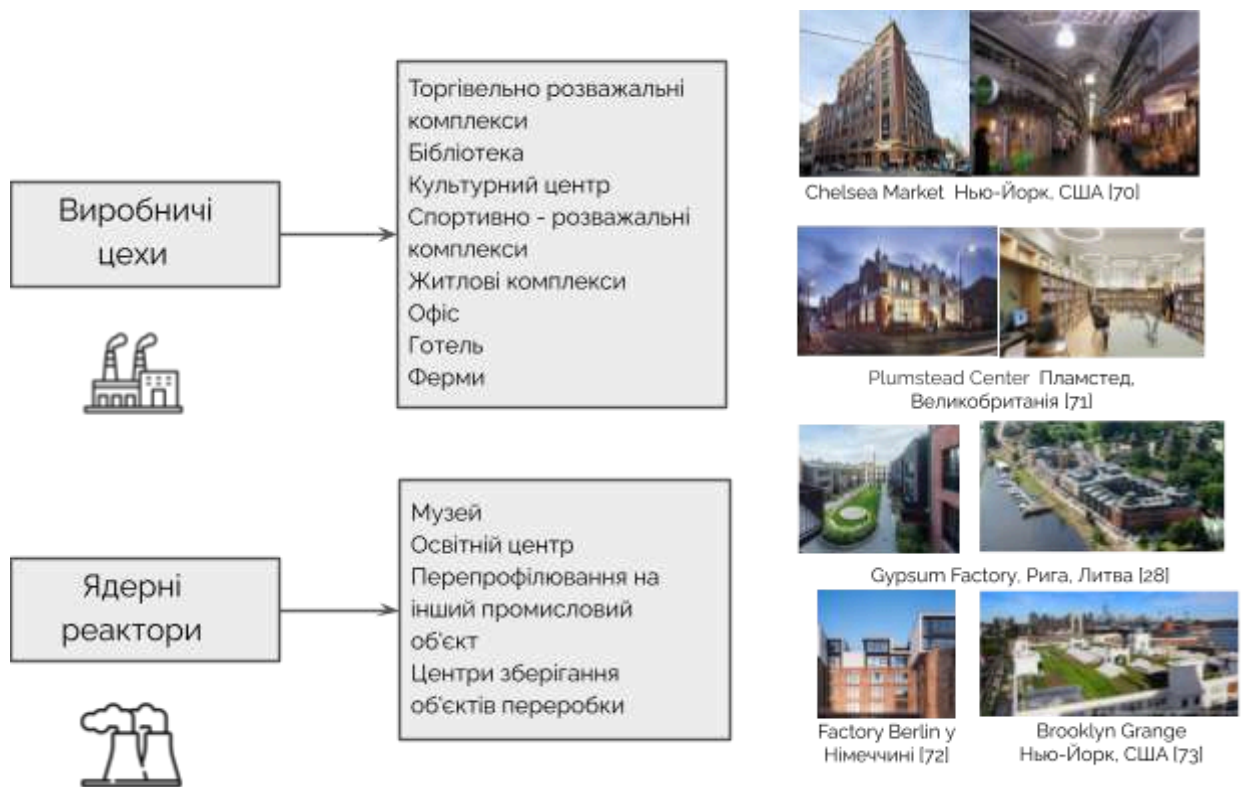 Виробничі
цехи
Торгівельно розважальні
комплекси
Бібліотека
Культурний центр
Спортивно - розважальні
комплекси
Житлові комплекси
Офіс
Готель
Ферми
Ядерні
реактори
Музей
Освітній центр
Перепрофілювання на
інший промисловий
об'єкт
Центри зберігання
об'єктів переробки
Chelsea Market Нью-Йорк, США [70]
Plumstead Center Пламстед,
Великобританія [71]
Gypsum Factory, Рига, Литва [28]
Factory Berlin у
Німеччині [72]
Brooklyn Grange
Нью-Йорк, США [73]